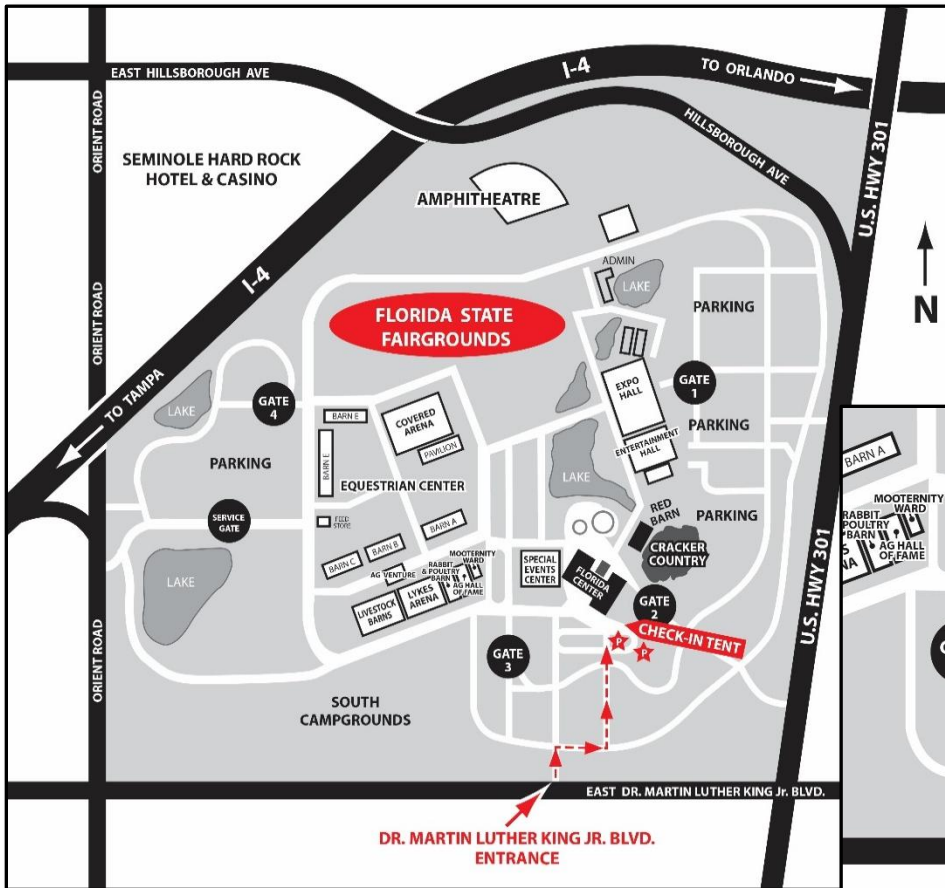 I-4
TO ORLANDO
EAST HILLSBOROUGH AVE
ORIENT ROAD
SEMINOLE HARD ROCK
HOTEL & CASINO
HILLSBOROUGH AVE
U.S. HWY 301
AMPHITHEATRE
N
ADMIN
LAKE
I-4
ORIENT ROAD
FLORIDA STATE
FAIRGROUNDS
PARKING
TO TAMPA
LAKE
GATE
4
BARN E
COVERED
ARENA
PAVILION
EXPO
HALL
GATE
1
ENTERTAINMENT
HALL
PARKING
PARKING
BARN E
EQUESTRIAN CENTER
LAKE
RED
BARN
PARKING
SERVICE
GATE
FEED
STORE
BARN A
BARN B
BARN C
CRACKER
COUNTRY
LAKE
AG VENTURE
RABBIT
& POULTRY
BARN
MOOTERNITY
WARD
AG HALL
OF FAME
LYKES
ARENA
LIVESTOCK
BARNS
SPECIAL
EVENTS
CENTER
FLORIDA
CENTER
GATE
2
CHECK-IN TENT
P
P
GATE
3
ORIENT ROAD
SOUTH
CAMPGROUNDS
U.S. HWY 301
EAST DR. MARTIN LUTHER KING Jr. BLVD.
DR. MARTIN LUTHER KING JR. BLVD.
ENTRANCE
BARN A
MOOTERNITY
WARD
RABBIT
POULTRY
BARN
AG HALL
OF FAME
S
NA